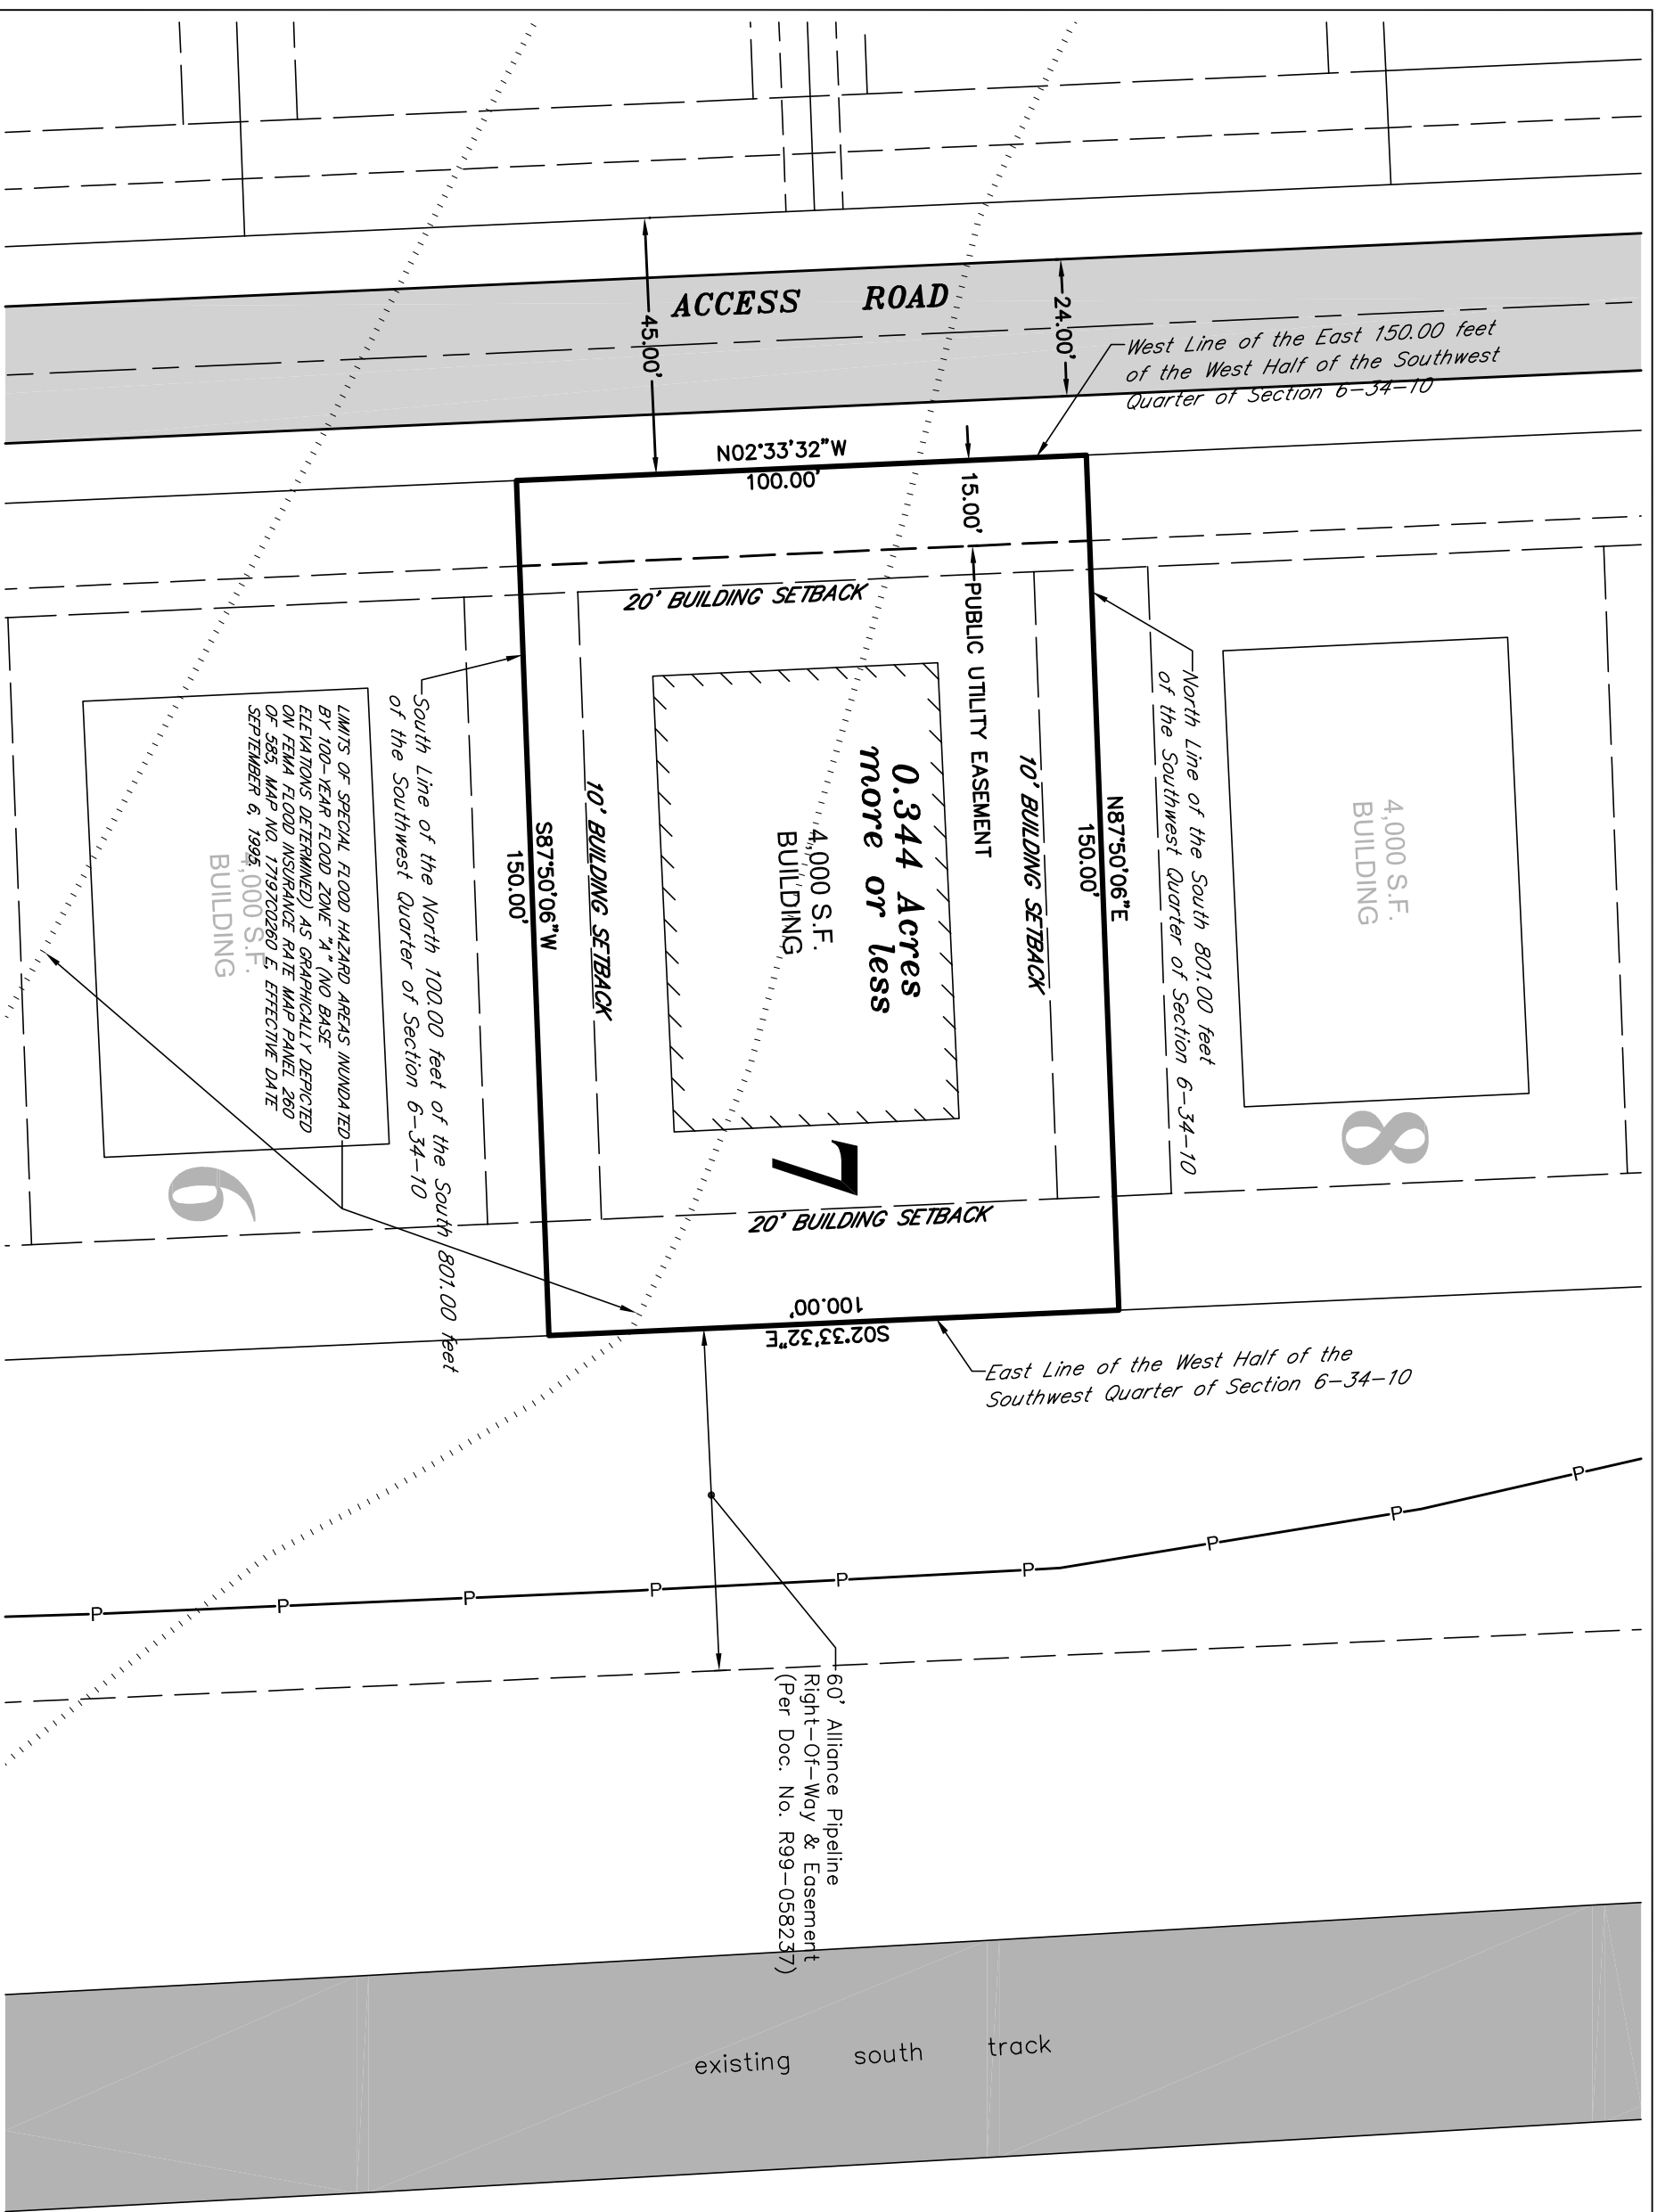 ACCESS ROAD
24.00'
45.00'
West Line of the East 150.00 feet
of the West Half of the Southwest
Quarter of Section 6-34-10
N02°33'32"W
100.00'
15.00'
PUBLIC UTILITY EASEMENT
20' BUILDING SETBACK
10' BUILDING SETBACK
N87°50'06"E
150.00'
North Line of the South 801.00 feet
of the Southwest Quarter of Section 6-34-10
4,000 S.F.
BUILDING
8
0.344 Acres
more or less
4,000 S.F.
BUILDING
7
10' BUILDING SETBACK
S87°50'06"W
150.00'
South Line of the North 100.00 feet of the South 801.00 feet
of the Southwest Quarter of Section 6-34-10
LIMITS OF SPECIAL FLOOD HAZARD AREAS INUNDATED
BY 100-YEAR FLOOD ZONE "A" (NO BASE
ELEVATIONS DETERMINED) AS GRAPHICALLY DEPICTED
ON FEMA FLOOD INSURANCE RATE MAP PANEL 260
OF 585, MAP NO. 17197C0260 E, EFFECTIVE DATE
SEPTEMBER 6, 1995
4,000 S.F.
BUILDING
6
20' BUILDING SETBACK
100.00'
S02°33'32"E
East Line of the West Half of the
Southwest Quarter of Section 6-34-10
P
P
P
P
P
P
P
P
P
60' Alliance Pipeline
Right-Of-Way & Easement
(Per Doc. No. R99-058237)
existing south track